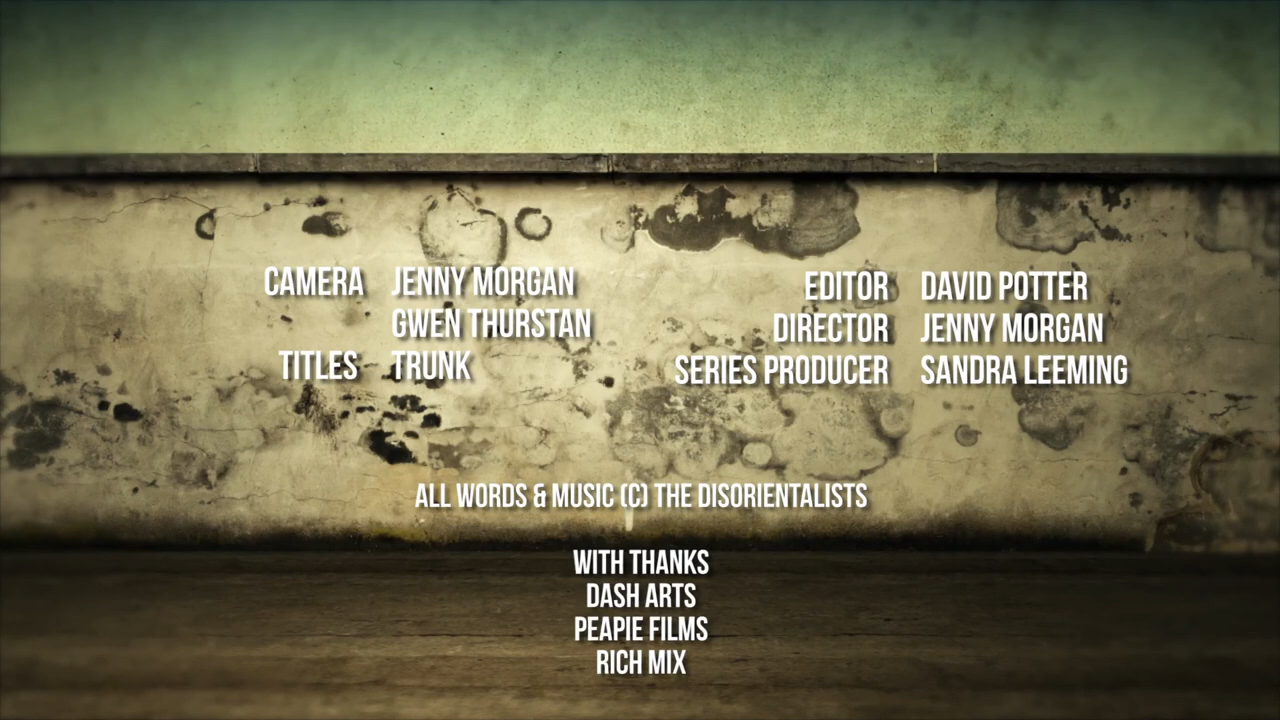 CAMERA JENNY MORGAN
GWEN THURSTAN
TITLES TRUNK
EDITOR DAVID POTTER
DIRECTOR JENNY MORGAN
SERIES PRODUCER SANDRA LEEMING
ALL WORDS & MUSIC (C) THE DISORIENTALISTS
WITH THANKS
DASH ARTS
PEAPIE FILMS
RICH MIX